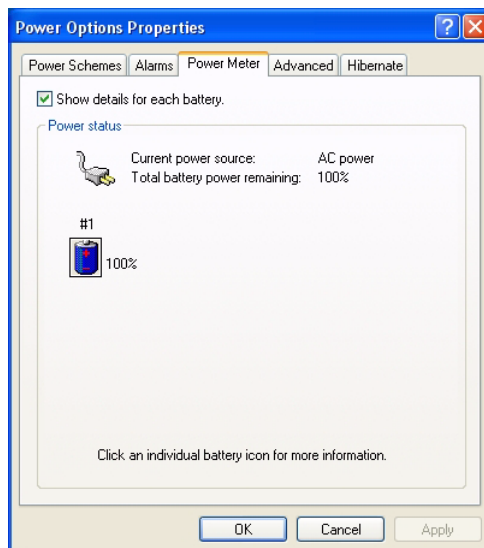 Power Options Properties
Power Schemes Alarms Power Meter Advanced Hibernate
Show details for each battery.
Power status
Current power source: AC power
Total battery power remaining: 100%
#1
100%
Click an individual battery icon for more information.
OK Cancel Apply